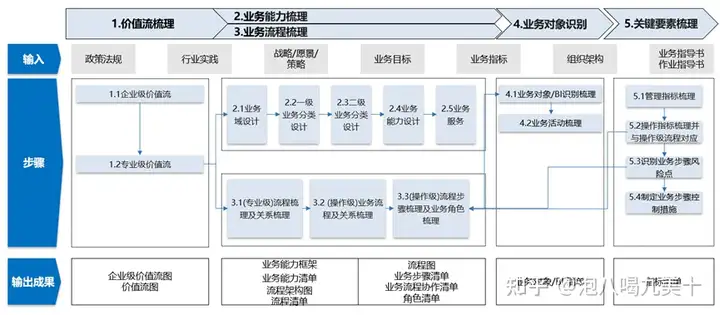 1.价值流梳理
2.业务能力梳理
3.业务流程梳理
4.业务对象识别
5.关键要素梳理
输入
政策法规
行业实践
战略/愿景/
策略
业务目标
业务指标
组织架构
业务指导书
作业指导书
步骤
1.1企业级价值流
1.2专业级价值流
2.1业务
域设计
2.2一级
业务分类
设计
2.3二级
业务分类
设计
2.4业务
能力设计
2.5业务
服务
3.1(专业级)流程梳
理及关系梳理
3.2 (操作级)业务流
程及关系梳理
3.3(操作级)流程步
骤梳理及业务角色
梳理
4.1业务对象/BI识别梳理
4.2业务活动梳理
5.1管理指标梳理
5.2操作指标梳理并
与操作级流程对应
5.3识别业务步骤风
险点
5.4制定业务步骤控
制措施
输出成果
企业级价值流图
价值流图
业务能力框架
业务能力清单
流程架构图
流程清单
流程图
业务步骤清单
业务流程协作清单
角色清单
业务对象/BI清单
指标清单
知乎 @泡八喝九美十